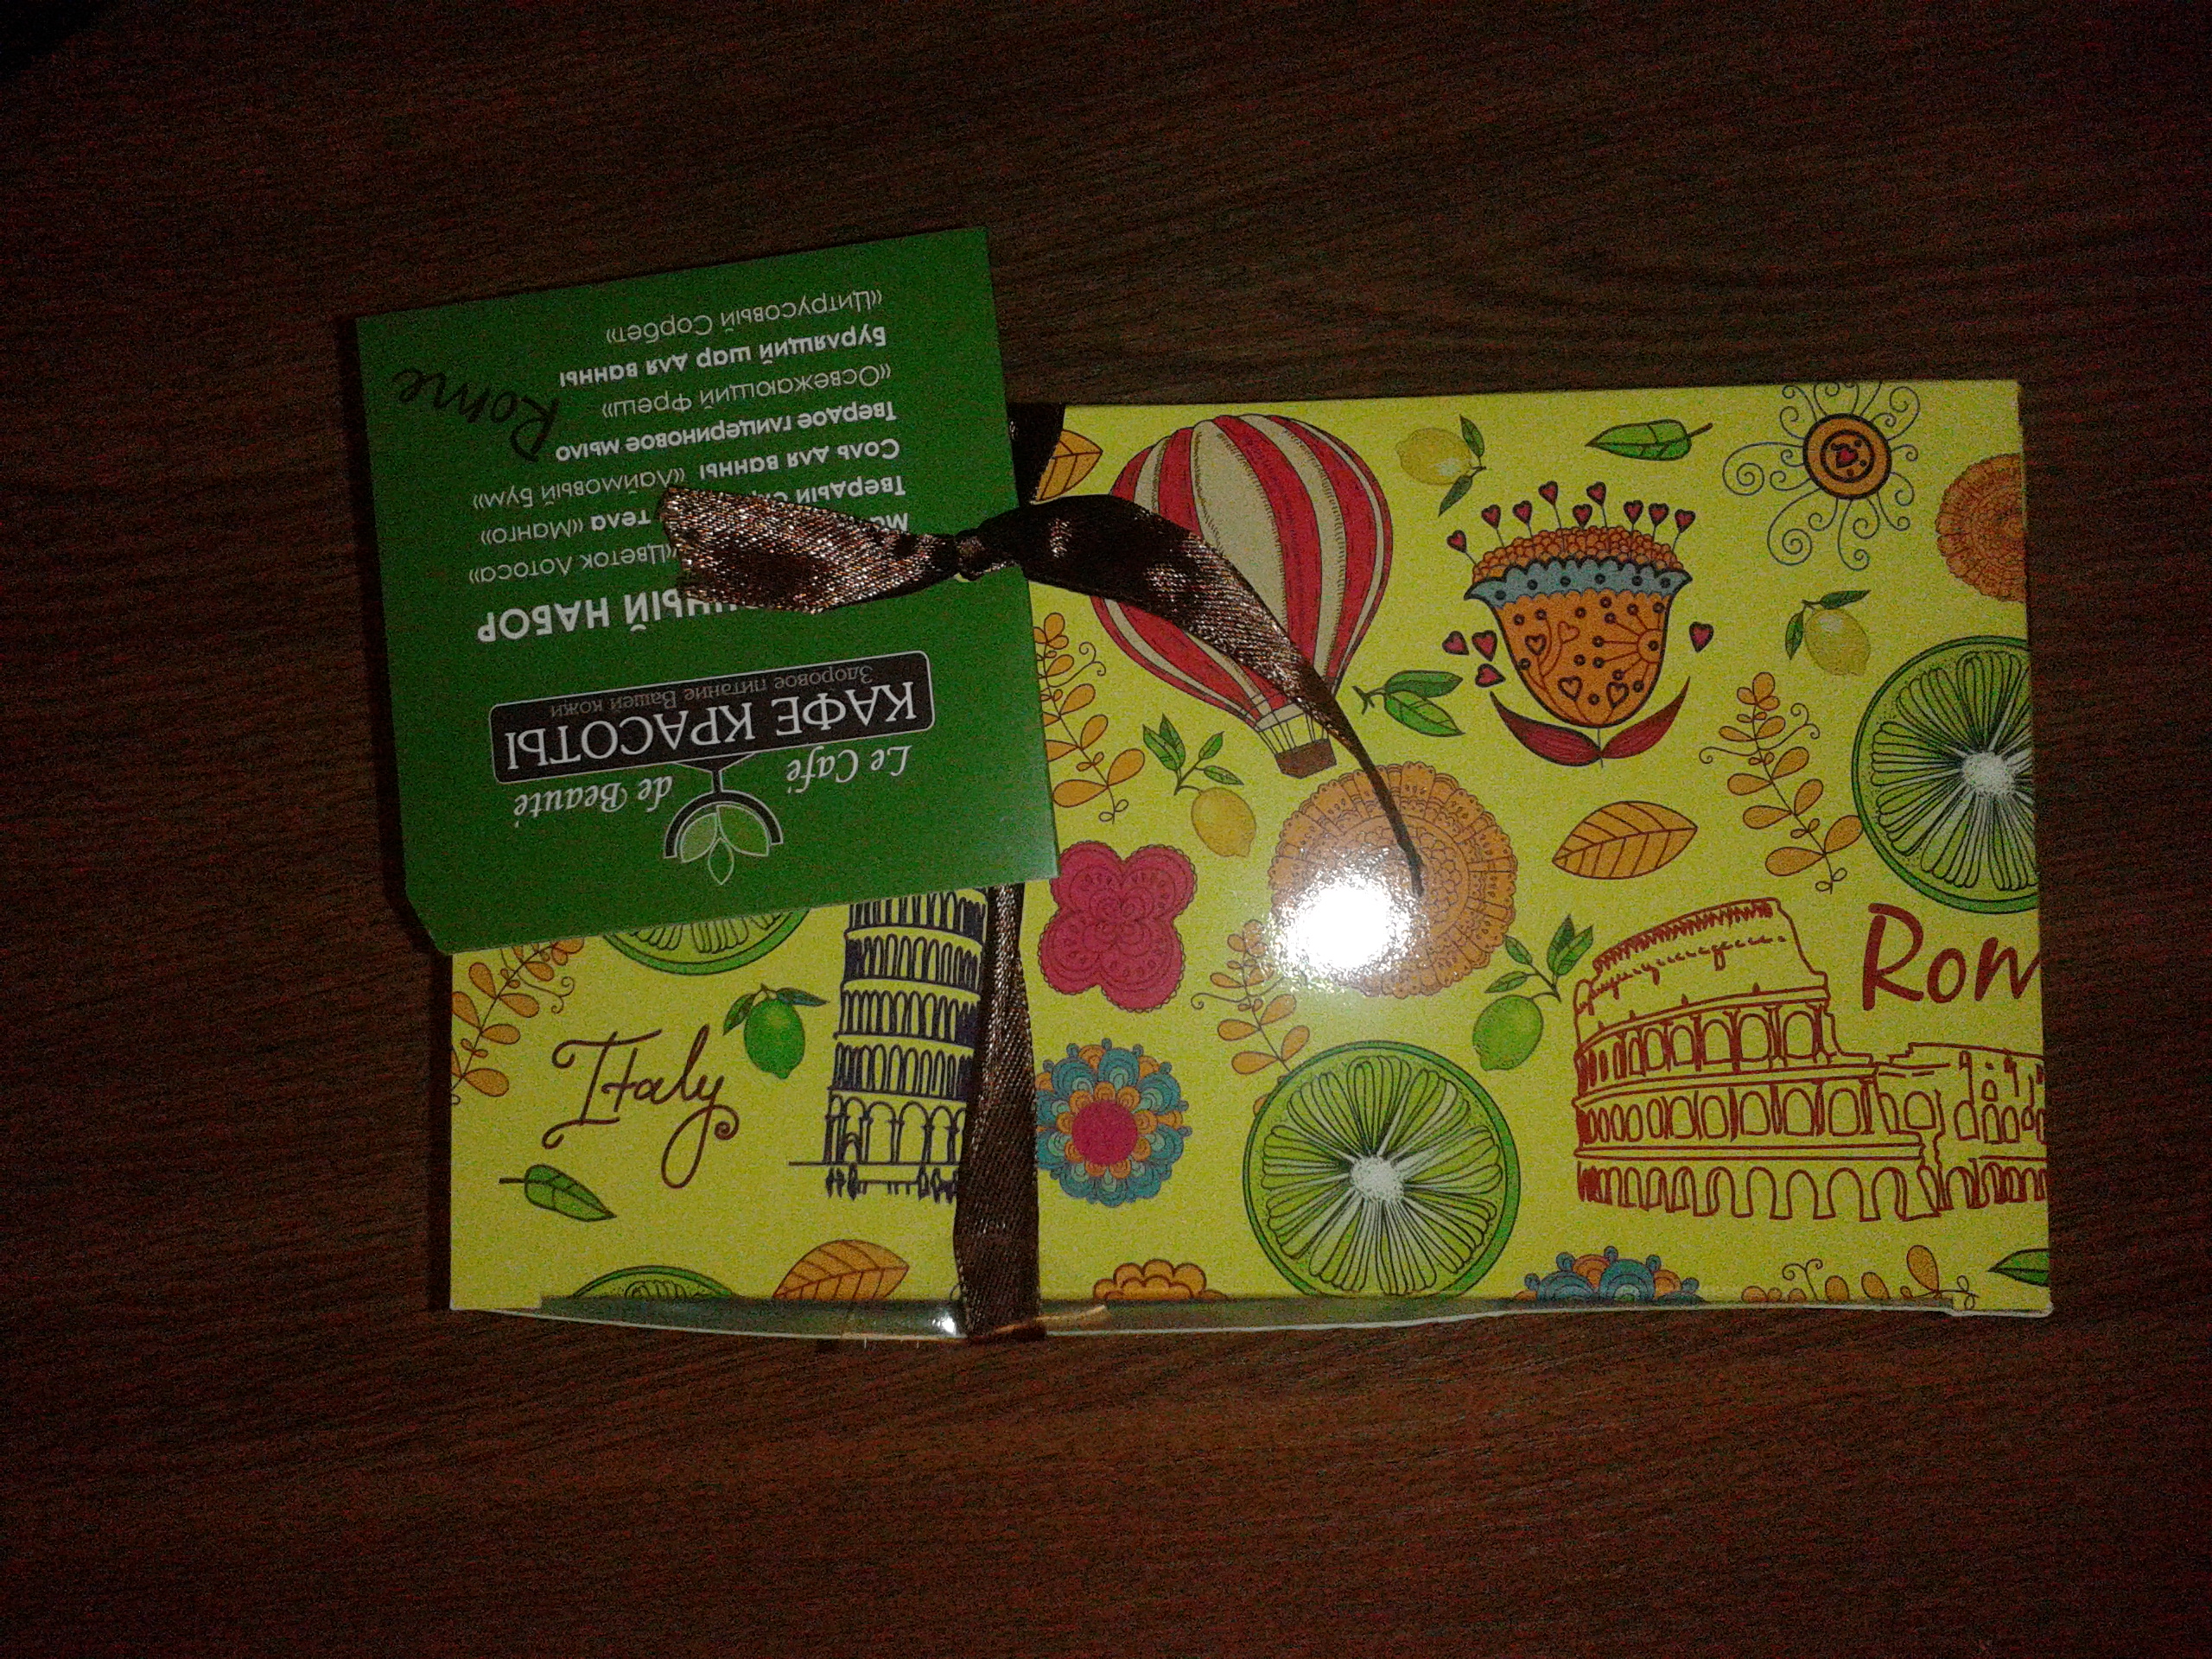 Le Café
de Beauté
КАФЕ КРАСОТЫ
Здоровое питание Вашей кожи
НАБОР
«Цветок Лотоса»
Твердый тела «Манго»
Соль для ванны «Лаймовый Бум»
Твердое глицериновое мыло
«Освежающий Фреш»
Бурлящий шар для ванны
«Цитрусовый Сорбет»
Rome
Italy
Rom